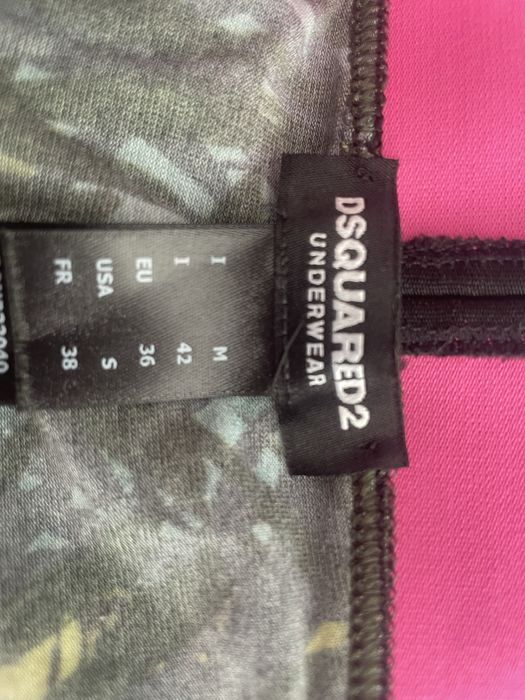 DSQUARED2
UNDERWEAR
I M
I 42
EU 36
USA S
FR 38